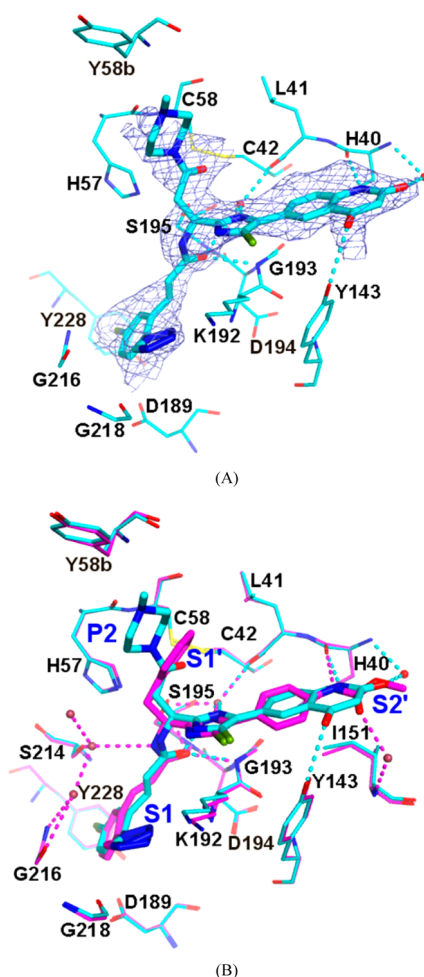 Y58b
C58
L41
C42
H40
H57
S195
G193
Y143
Y228
K192
D194
G216
D189
G218
(A)
Y58b
L41
P2
C58
C42
S1'
H57
H40
S195
S2'
S214
I151
G193
Y228
Y143
S1
K192
D194
G216
D189
G218
(B)